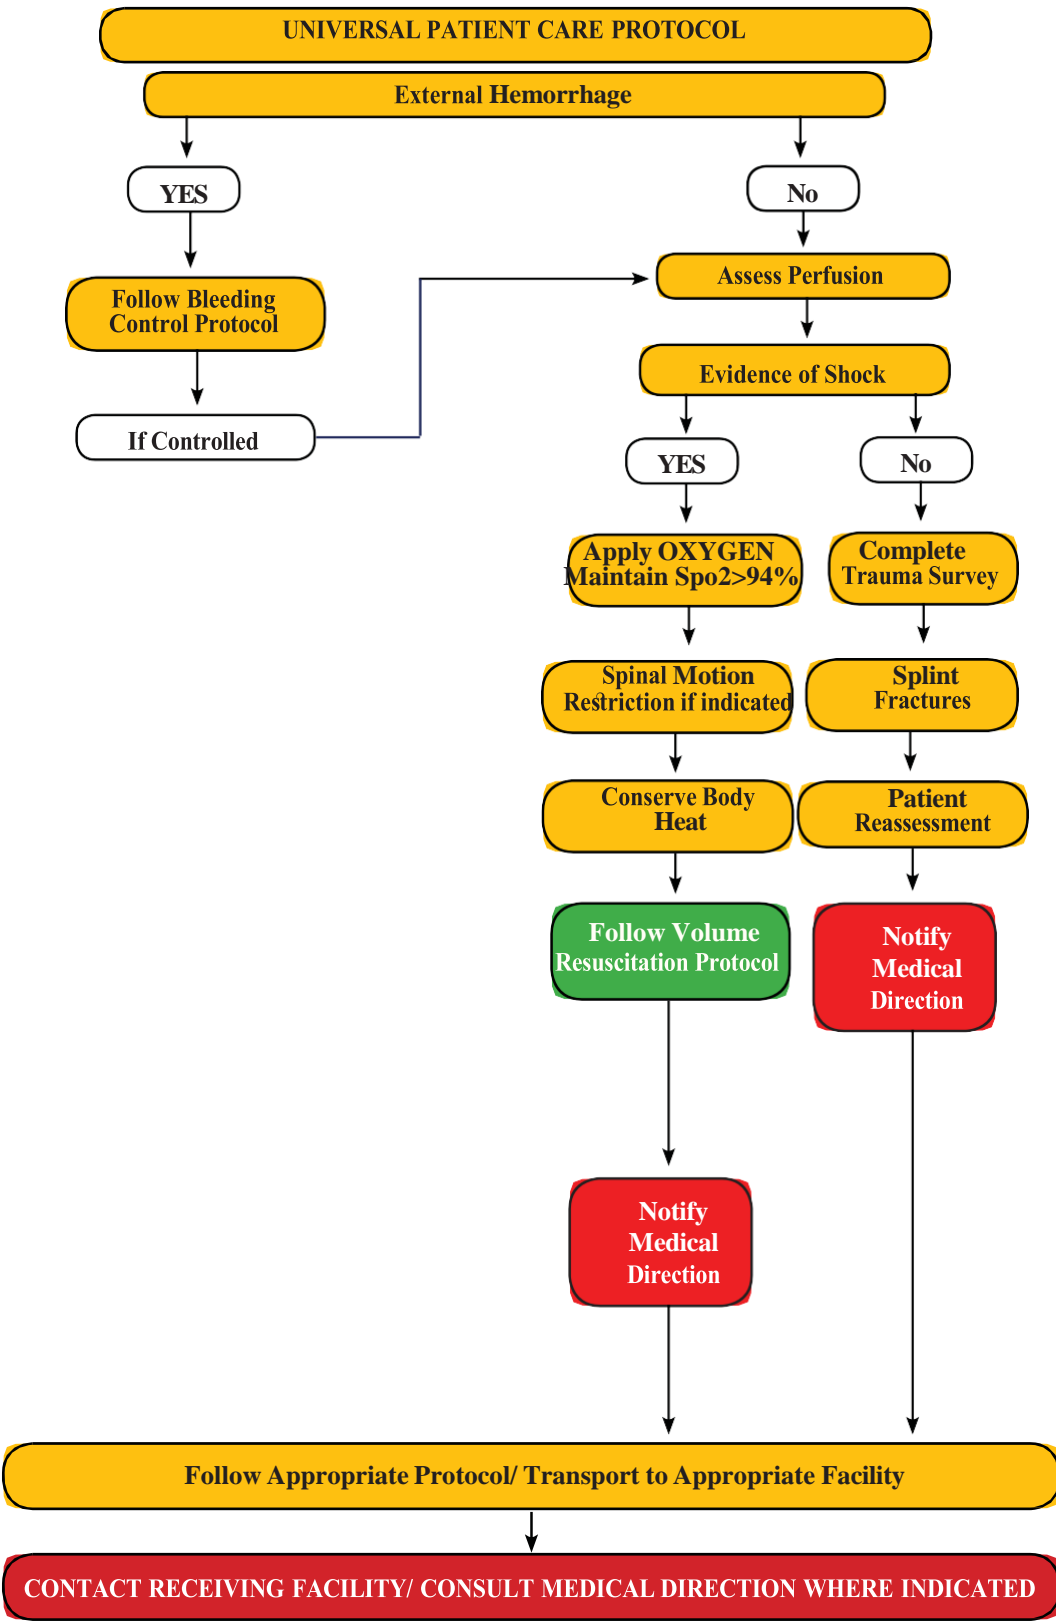 UNIVERSAL PATIENT CARE PROTOCOL
External Hemorrhage
YES
No
Follow Bleeding
Control Protocol
Assess Perfusion
Evidence of Shock
If Controlled
YES
No
Apply OXYGEN
Maintain Spo2>94%
Complete
Trauma Survey
Spinal Motion
Restriction if indicated
Splint
Fractures
Conserve Body
Heat
Patient
Reassessment
Follow Volume
Resuscitation Protocol
Notify
Medical
Direction
Notify
Medical
Direction
Follow Appropriate Protocol/ Transport to Appropriate Facility
CONTACT RECEIVING FACILITY/ CONSULT MEDICAL DIRECTION WHERE INDICATED